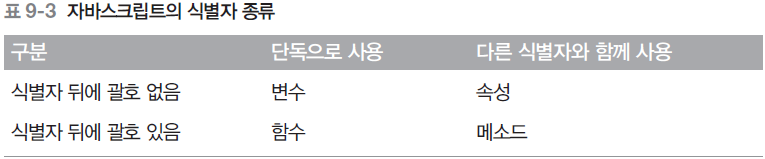 표 9-3 자바스크립트의 식별자 종류
구분 단독으로 사용 다른 식별자와 함께 사용
식별자 뒤에 괄호 없음 변수 속성
식별자 뒤에 괄호 있음 함수 메소드